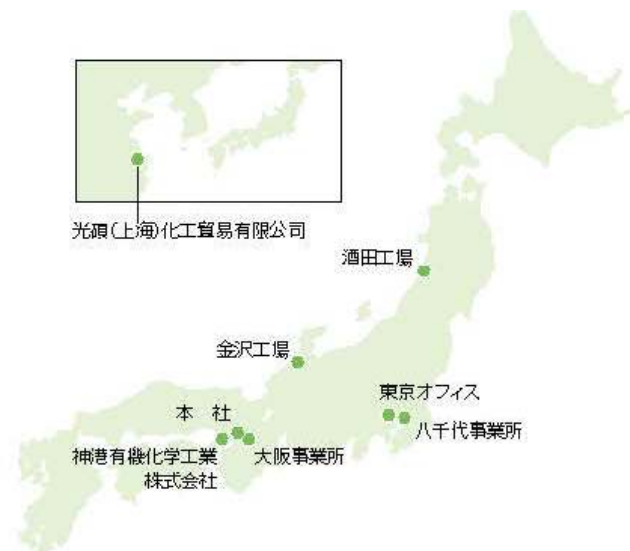 光碩(上海)化工貿易有限公司
酒田工場
金沢工場
東京オフィス
八千代事業所
本 社
神港有機化学工業
株式会社
大阪事業所